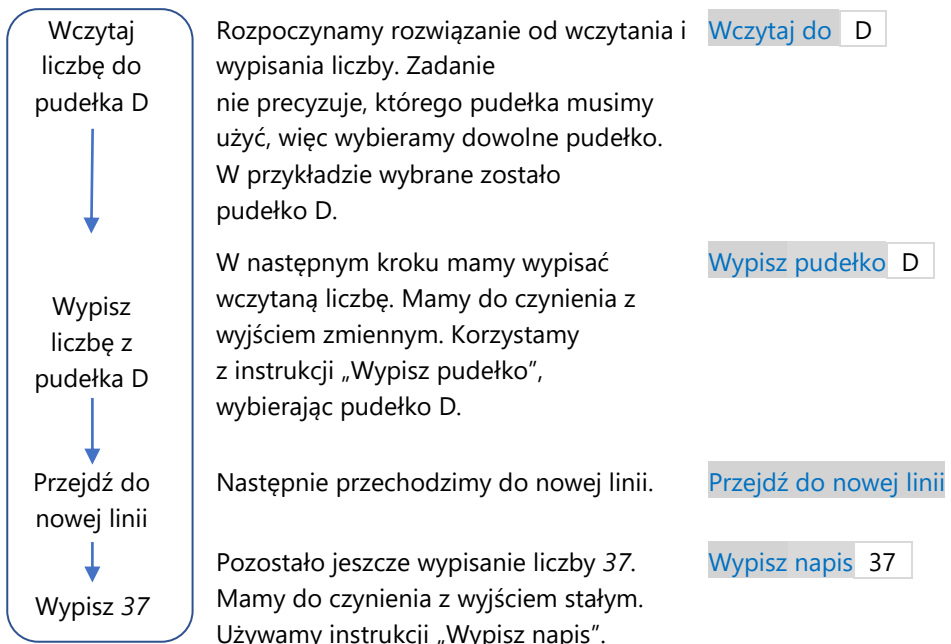 Wczytaj
liczbę do
pudełka D
Rozpoczynamy rozwiązanie od wczytania i
wypisania liczby. Zadanie
nie precyzuje, którego pudełka musimy
użyć, więc wybieramy dowolne pudełko.
W przykładzie wybrane zostało
pudełko D.
Wczytaj do D
Wypisz
liczbę z
pudełka D
W następnym kroku mamy wypisać
wczytaną liczbę. Mamy do czynienia z
wyjściem zmiennym. Korzystamy
z instrukcji „Wypisz pudełko”,
wybierając pudełko D.
Wypisz pudełko D
Przejdź do
nowej linii
Następnie przechodzimy do nowej linii.
Przejdź do nowej linii
Wypisz 37
Pozostało jeszcze wypisanie liczby 37.
Mamy do czynienia z wyjściem stałym.
Używamy instrukcji „Wypisz napis”.
Wypisz napis 37